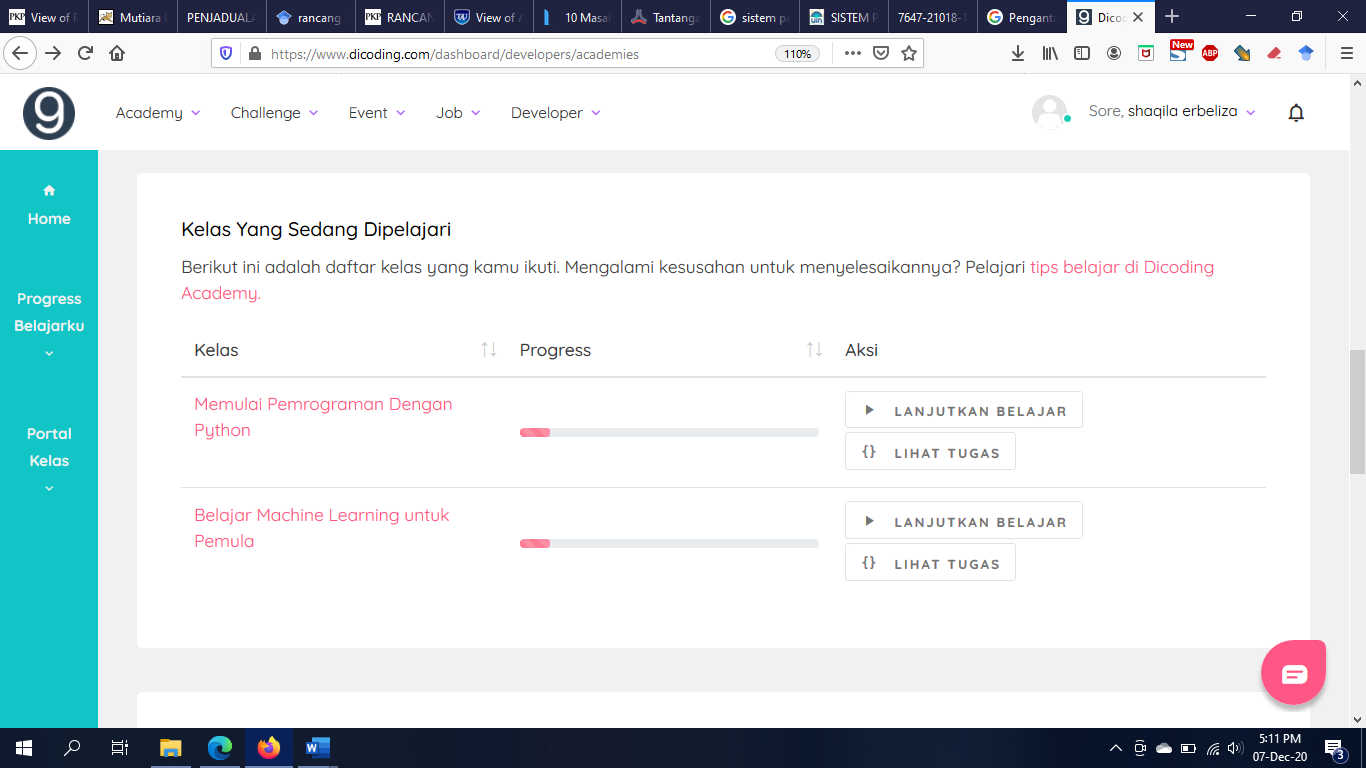 View of
Mutiara
PENJADUAL
rancang
RANCAN
View of
10 Masa
Tantanga
sistem p
SISTEM P
7647-21018-1
Pengant
Dico
https://www.dicoding.com/dashboard/developers/academies
110%
New
ABP
Academy
Challenge
Event
Job
Developer
Sore, shaqila erbeliza
Home
Progress
Belajarku
Portal
Kelas
Kelas Yang Sedang Dipelajari
Berikut ini adalah daftar kelas yang kamu ikuti. Mengalami kesusahan untuk menyelesaikannya? Pelajari tips belajar di Dicoding
Academy.
Kelas Progress Aksi
Memulai Pemrograman Dengan
Python
LANJUTKAN BELAJAR
{} LIHAT TUGAS
Belajar Machine Learning untuk
Pemula
LANJUTKAN BELAJAR
{} LIHAT TUGAS
5:11 PM
07-Dec-20
3